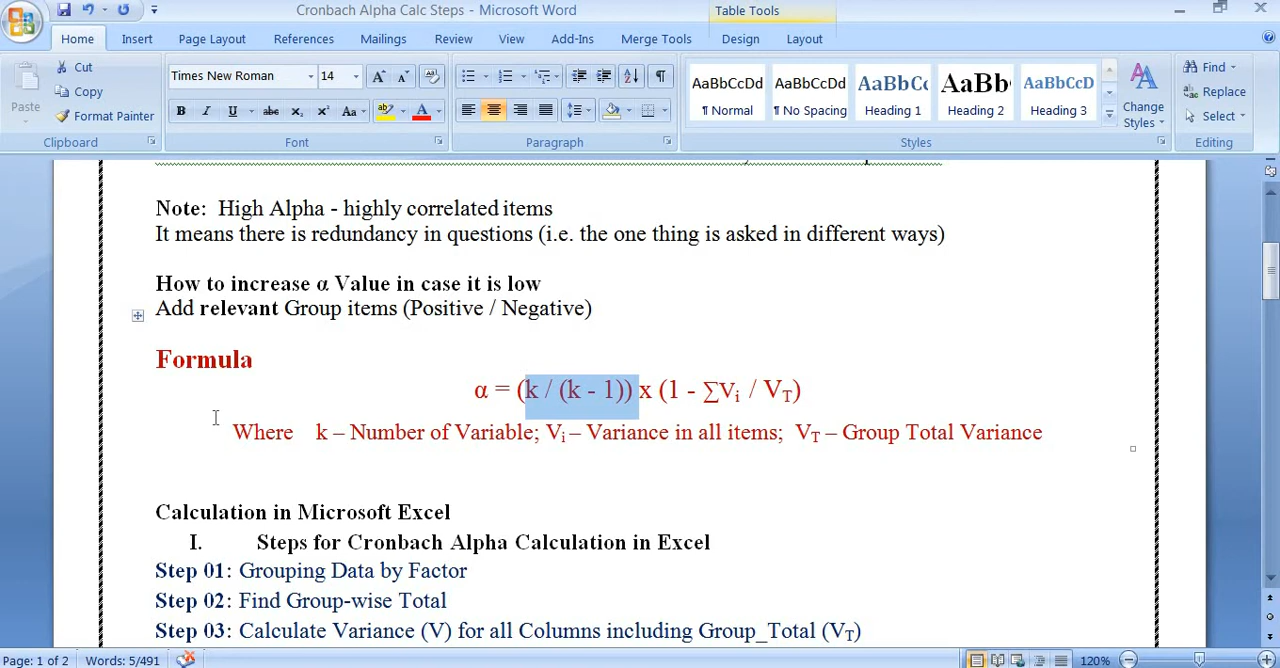 Cronbach Alpha Calc Steps - Microsoft Word
Table Tools
Home Insert Page Layout References Mailings Review View Add-Ins Merge Tools Design Layout
Paste
Cut
Copy
Format Painter
Clipboard
Times New Roman 14
Font
Paragraph
AaBbCcDd AaBbCcDd AaBbCc AaBbC AaBbCcD
¶ Normal ¶ No Spacing Heading 1 Heading 2 Heading 3
Change Styles
Styles
Find
Replace
Select
Editing
Note: High Alpha - highly correlated items
It means there is redundancy in questions (i.e. the one thing is asked in different ways)
How to increase α Value in case it is low
Add relevant Group items (Positive / Negative)
Formula
α = (k / (k - 1)) x (1 - ∑Vi / VT)
Where k – Number of Variable; Vi – Variance in all items; VT – Group Total Variance
Calculation in Microsoft Excel
I. Steps for Cronbach Alpha Calculation in Excel
Step 01: Grouping Data by Factor
Step 02: Find Group-wise Total
Step 03: Calculate Variance (V) for all Columns including Group_Total (VT)
Page: 1 of 2 Words: 5/491 120%